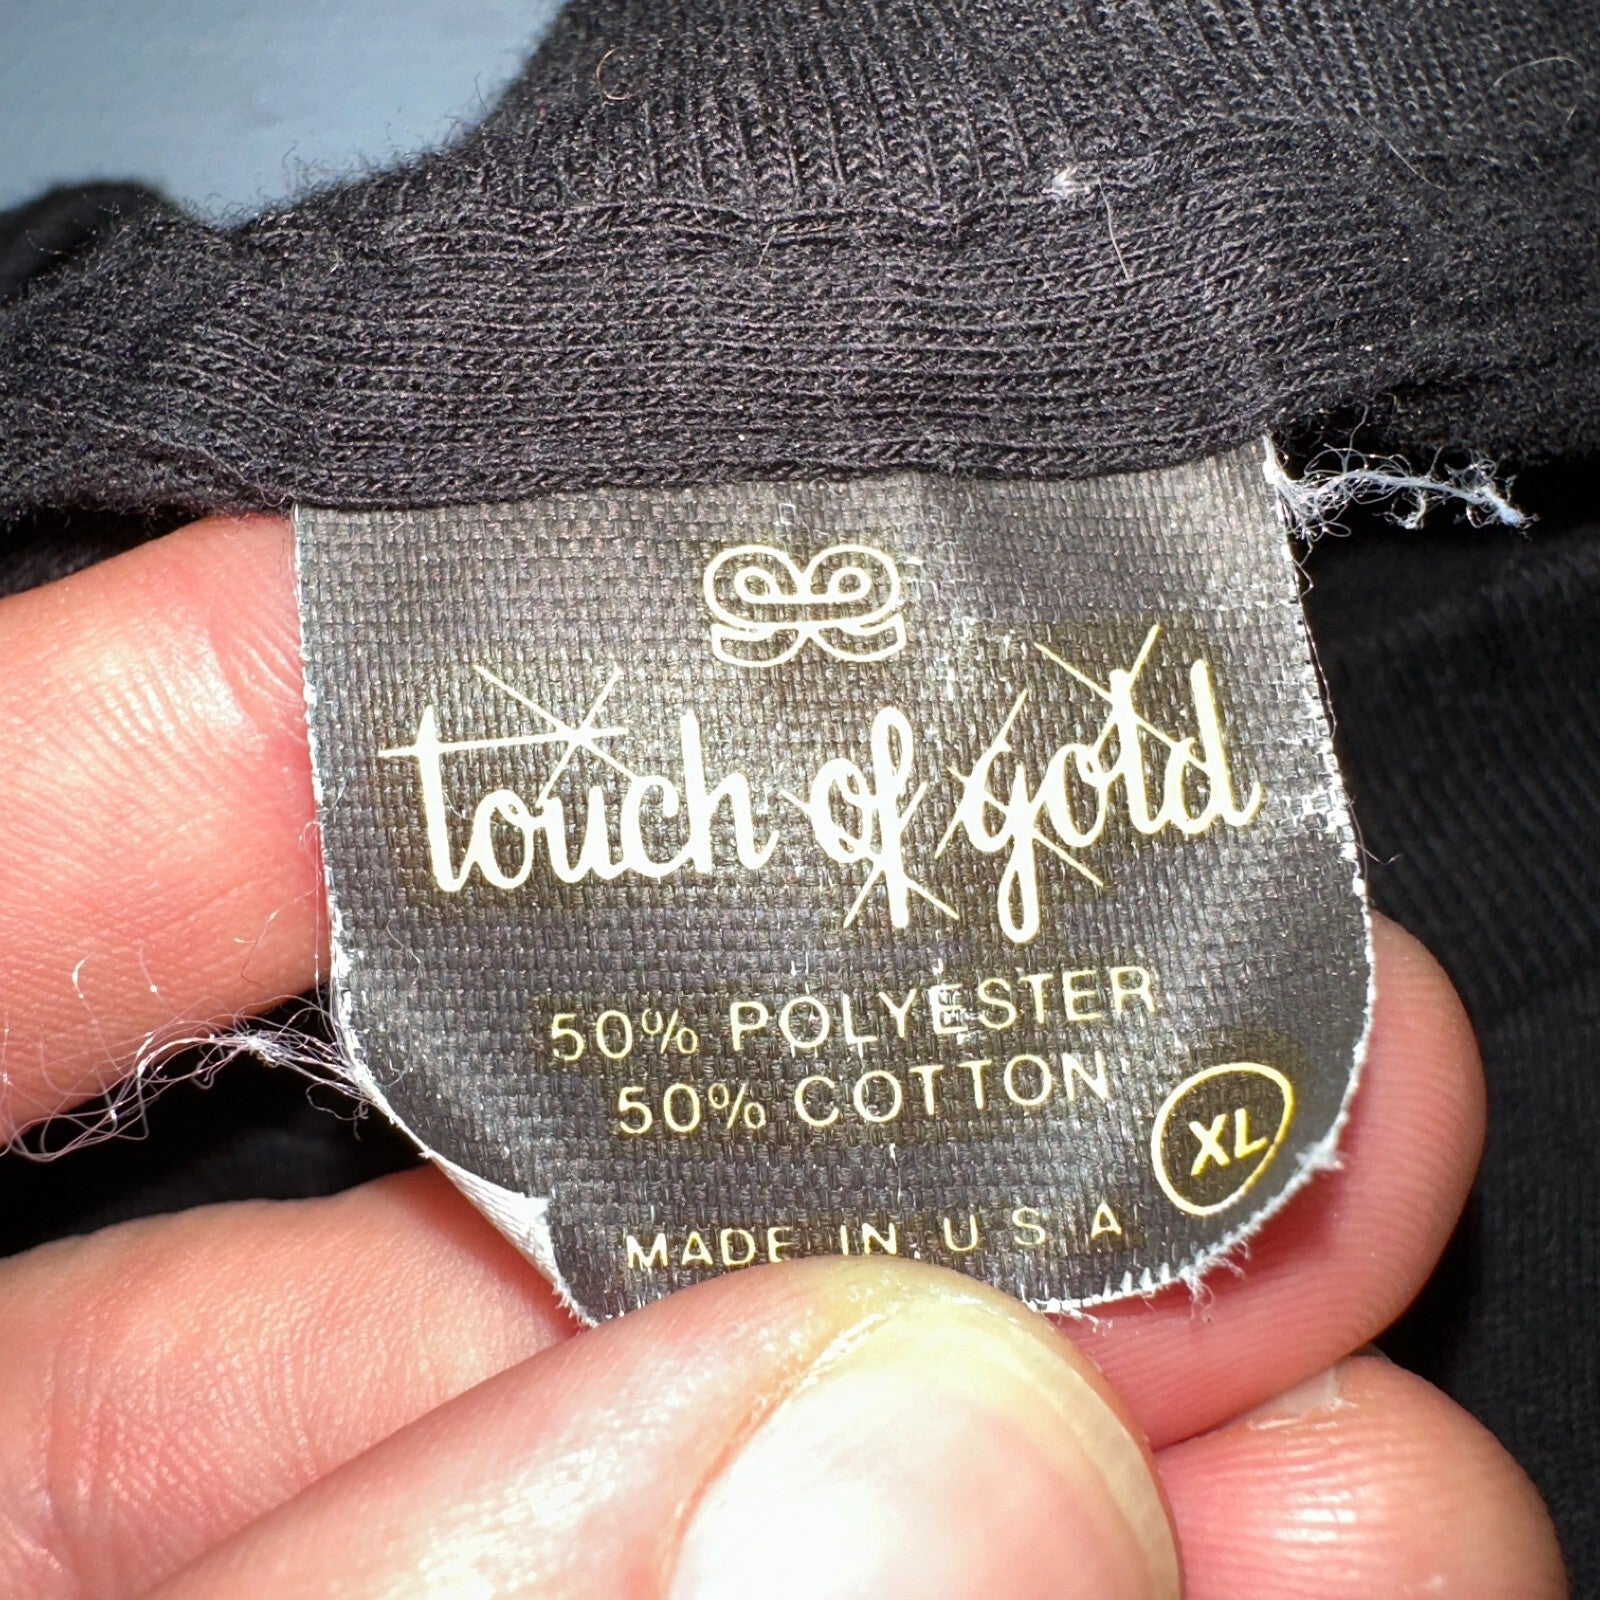 touch of gold
50% POLYESTER
50% COTTON
XL
MADE IN U S A